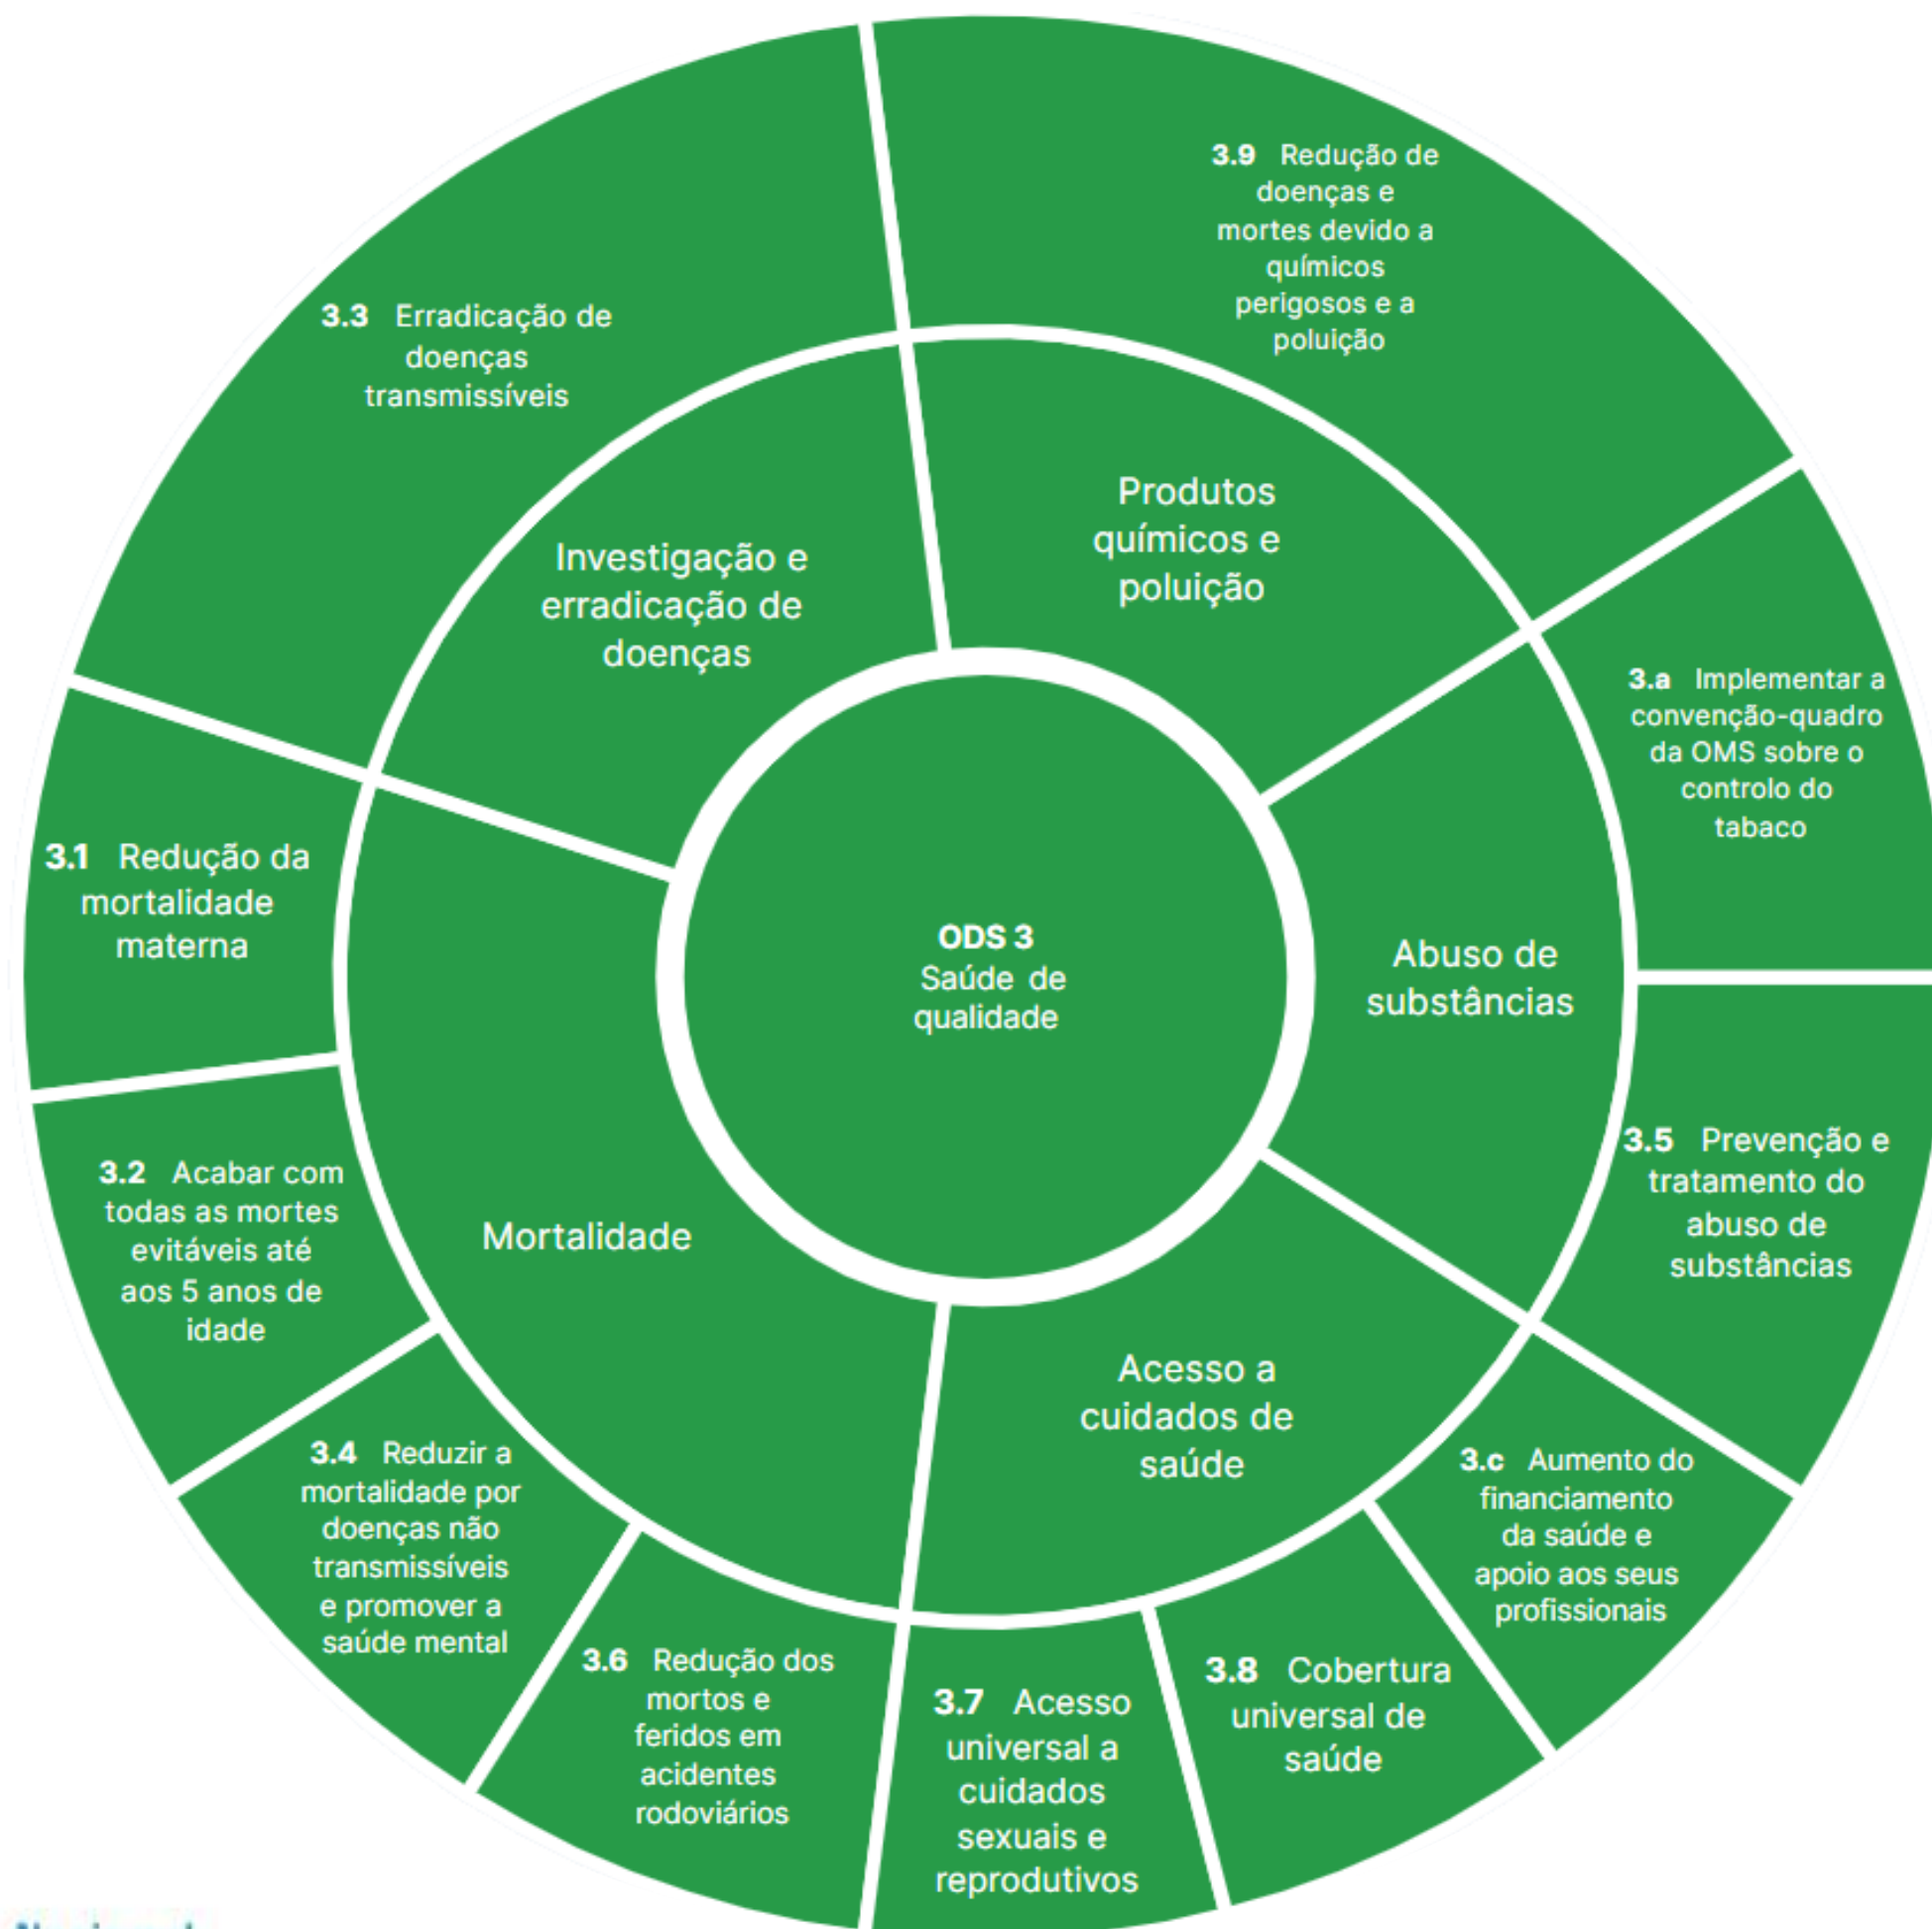 3.9 Redução de
doenças e
mortes devido a
químicos
perigosos e a
poluição
3.3 Erradicação de
doenças
transmissíveis
Produtos
químicos e
poluição
Investigação e
erradicação de
doenças
3.a Implementar a
convenção-quadro
da OMS sobre o
controlo do
tabaco
3.1 Redução da
mortalidade
materna
ODS 3
Saúde de
qualidade
Abuso de
substâncias
3.5 Prevenção e
tratamento do
abuso de
substâncias
3.2 Acabar com
todas as mortes
evitáveis até
aos 5 anos de
idade
Mortalidade
Acesso a
cuidados de
saúde
3.4 Reduzir a
mortalidade por
doenças não
transmissíveis
e promover a
saúde mental
3.c Aumento do
financiamento
da saúde e
apoio aos seus
profissionais
3.6 Redução dos
mortos e
feridos em
acidentes
rodoviários
3.7 Acesso
universal a
cuidados
sexuais e
reprodutivos
3.8 Cobertura
universal de
saúde